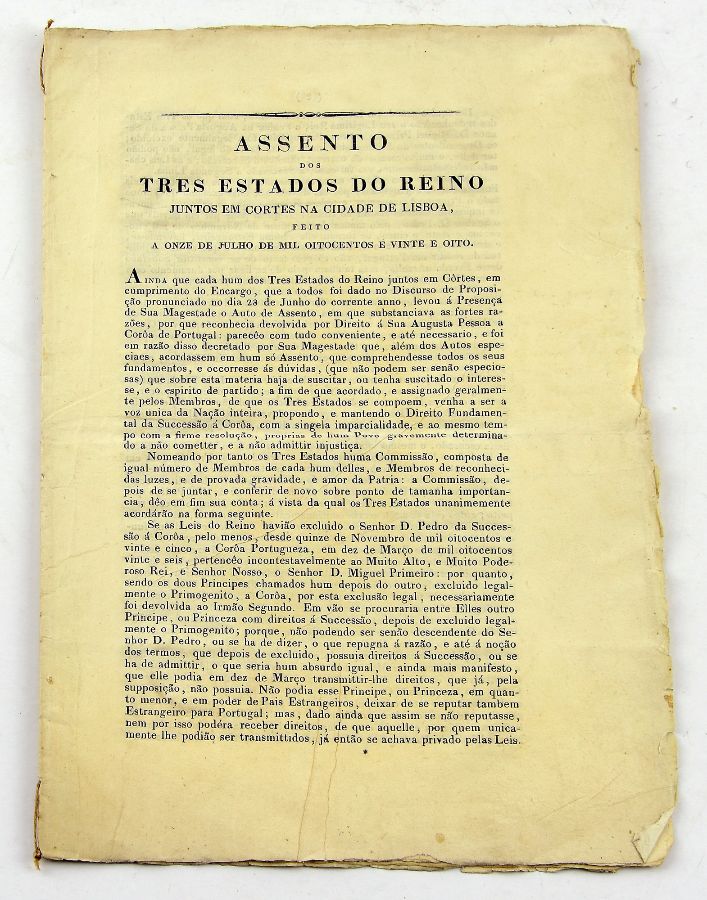 ASSENTO
DOS
TRES ESTADOS DO REINO
JUNTOS EM CORTES NA CIDADE DE LISBOA,
FEITO
A ONZE DE JULHO DE MIL OITOCENTOS E VINTE E OITO.
AINDA que cada hum dos Tres Estados do Reino juntos em Côrtes, em
cumprimento do Encargo, que a todos foi dado no Discurso de Proposi-
ção pronunciado no dia 23 de Junho do corrente anno, levou á Presença
de Sua Magestade o Auto de Assento, em que substanciava as fortes ra-
zões, por que reconhecia devolvida por Direito á Sua Augusta Pessoa a
Corôa de Portugal: parecêo com tudo conveniente, e até necessario, e foi
em razão disso decretado por Sua Magestade que, além dos Autos espe-
ciaes, acordassem em hum só Assento, que comprehendesse todos os seus
fundamentos, e occorresse ás dúvidas, (que não podem ser senão especio-
sas) que sobre esta materia haja de suscitar, ou tenha suscitado o interes-
se, e o espirito de partido; a fim de que acordado, e assignado geralmen-
te pelos Membros, de que os Tres Estados se compoem, venha a ser a
voz unica da Nação inteira, propondo, e mantendo o Direito Fundamen-
tal da Successão á Corôa, com a singela imparcialidade, e ao mesmo tem-
po com a firme resolução, proprias de hum Povo gravemente determina-
do a não cometter, e a não admittir injustiça.
Nomeando por tanto os Tres Estados huma Commissão, composta de
igual número de Membros de cada hum delles, e Membros de reconheci-
das luzes, e de provada gravidade, e amor da Patria: a Commissão, de-
pois de se juntar, e conferir de novo sobre ponto de tamanha importan-
cia, dêo em fim sua conta; á vista da qual os Tres Estados unanimemente
acordárão na forma seguinte.
Se as Leis do Reino havião excluido o Senhor D. Pedro da Succes-
são á Corôa, pelo menos, desde quinze de Novembro de mil oitocentos e
vinte e cinco, a Corôa Portugueza, em dez de Março de mil oitocentos
vinte e seis, pertencêo incontestavelmente ao Muito Alto, e Muito Pode-
roso Rei, e Senhor Nosso, o Senhor D. Miguel Primeiro: por quanto,
sendo os dous Principes chamados hum depois do outro, excluido legal-
mente o Primogenito, a Corôa, por esta exclusão legal, necessariamente
foi devolvida ao Irmão Segundo. Em vão se procuraria entre Elles outro
Principe, ou Princeza com direitos á Successão, depois de excluido legal-
mente o Primogenito; porque, não podendo ser senão descendente do Se-
nhor D. Pedro, ou se ha de dizer, o que repugna á razão, e até á noção
dos termos, que depois de excluido, possuia direitos á Successão, ou se
ha de admittir, o que seria hum absurdo igual, e ainda mais manifesto,
que elle podia em dez de Março transmittir-lhe direitos, que já, pela
supposição, não possuia. Não podia esse Principe, ou Princeza, em quan-
to menor, e em poder de Pais Estrangeiros, deixar de se reputar tambem
Estrangeiro para Portugal; mas, dado ainda que assim se não reputasse,
nem por isso podéra receber direitos, de que aquelle, por quem unica-
mente lhe podião ser transmittidos, já então se achava privado pelas Leis.
*